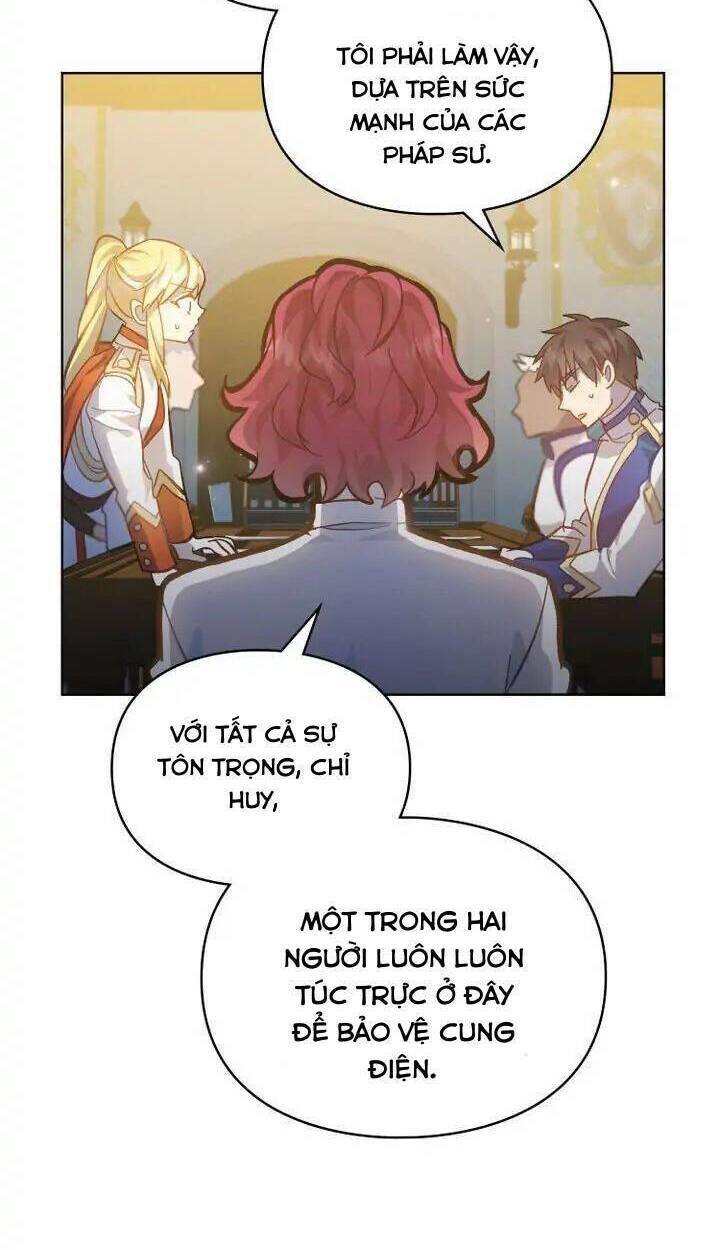 TÔI PHẢI LÀM VẬY,
DỰA TRÊN SỨC
MẠNH CỦA CÁC
PHÁP SƯ.
VỚI TẤT CẢ SỰ
TÔN TRỌNG, CHỈ
HUY,
MỘT TRONG HAI
NGƯỜI LUÔN LUÔN
TÚC TRỰC Ở ĐÂY
ĐỂ BẢO VỆ CUNG
ĐIỆN.